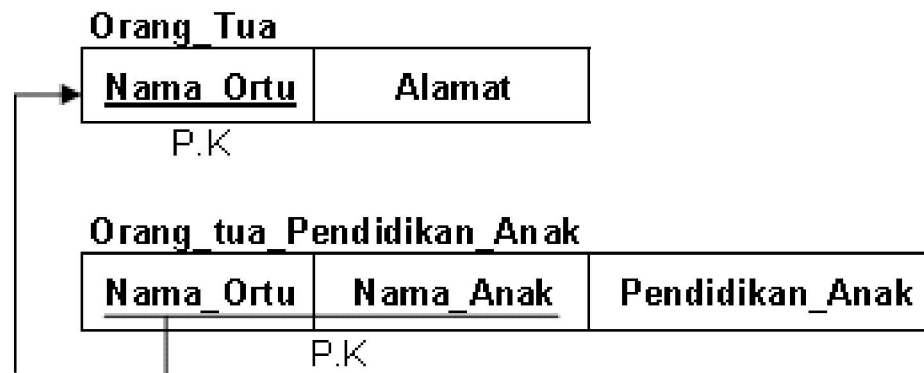 Orang_Tua
Nama_Ortu Alamat
P.K
Orang_tua_Pendidikan_Anak
Nama_Ortu Nama_Anak Pendidikan_Anak
P.K